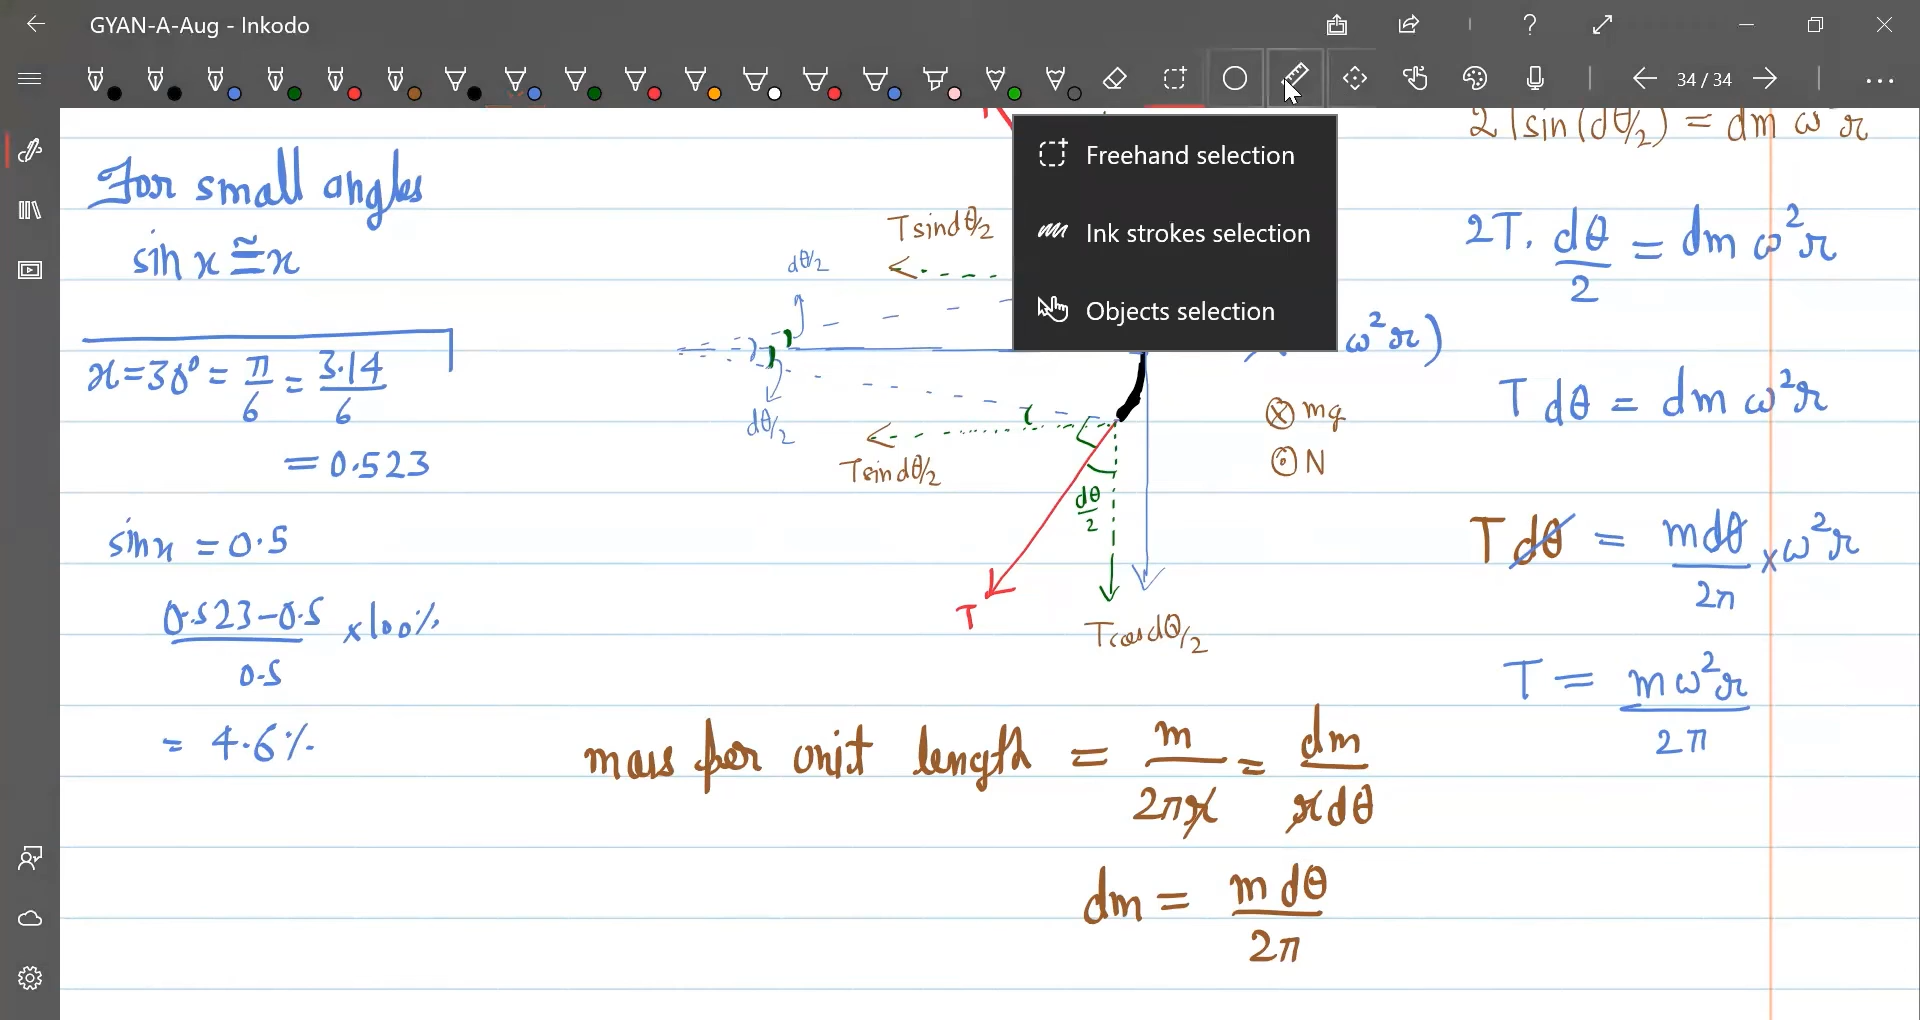 GYAN-A-Aug - Inkodo
34 / 34
Freehand selection
Ink strokes selection
Objects selection
For small angles
sin x ≅ x
x = 30° = π/6 = 3.14/6
= 0.523
sin x = 0.5
0.523-0.5/0.5 x 100%
= 4.6%
T sin dθ/2
dθ/2
dθ/2
T sin dθ/2
dθ/2
T
T cos dθ/2
ω²r)
⊗ mg
⊙ N
mass per unit length = m/2πr = dm/rdθ
dm = m dθ/2π
2Tsin(dθ/2) = dm ω²r
2T. dθ/2 = dm ω²r
T dθ = dm ω²r
T dθ = mdθ/2π x ω²r
T = mω²r/2π